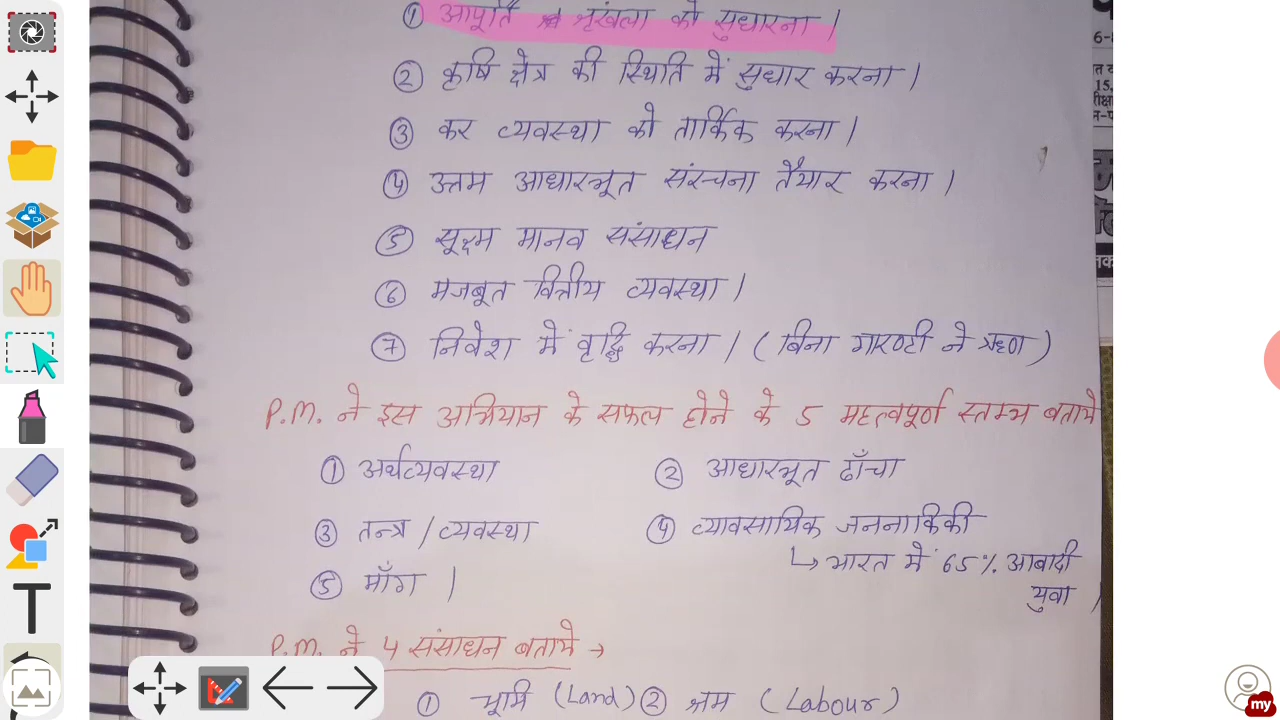 ① आपूर्ति श्रृंखला को सुधारना |
② कृषि क्षेत्र की स्थिति में सुधार करना |
③ कर व्यवस्था को तार्किक करना |
④ उत्तम आधारभूत संरचना तैयार करना |
⑤ सूक्ष्म मानव संसाधन
⑥ मजबूत वित्तीय व्यवस्था |
⑦ निवेश में वृद्धि करना | ( बिना गारण्टी ने ऋण )
P.M. ने इस अभियान के सफल होने के 5 महत्वपूर्ण स्तम्भ बताये
① अर्थव्यवस्था ② आधारभूत ढाँचा
③ तन्त्र / व्यवस्था ④ व्यावसायिक जननाकिकी
↳ भारत में 65% आबादी
युवा |
⑤ माँग |
P.M. ने 4 संसाधन बताये →
① भूमि (Land) ② श्रम (Labour)
T
my